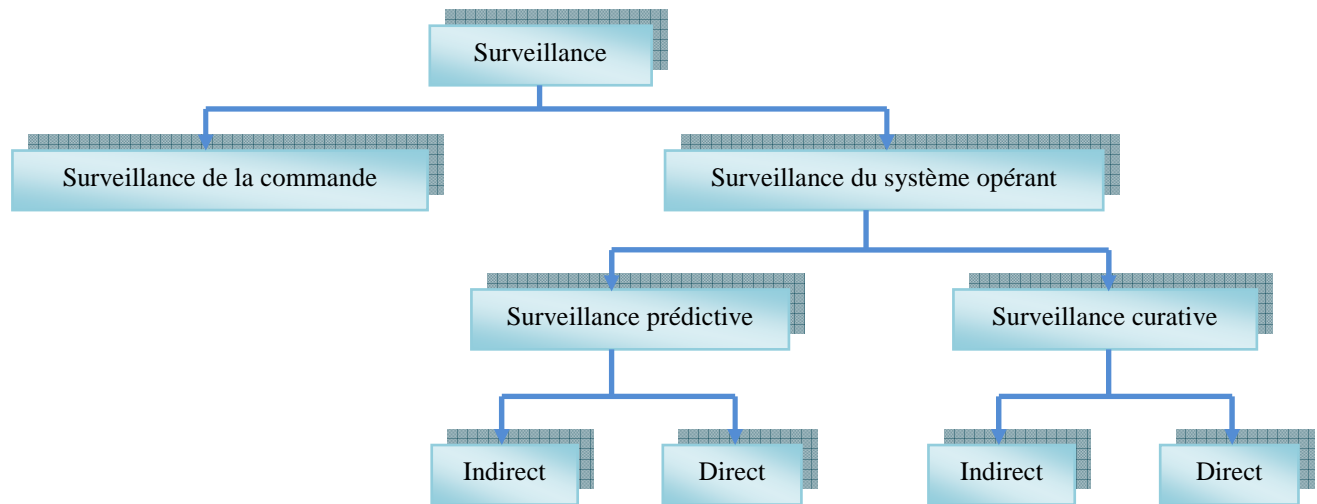 Surveillance
Surveillance de la commande
Surveillance du système opérant
Surveillance prédictive
Surveillance curative
Indirect
Direct
Indirect
Direct